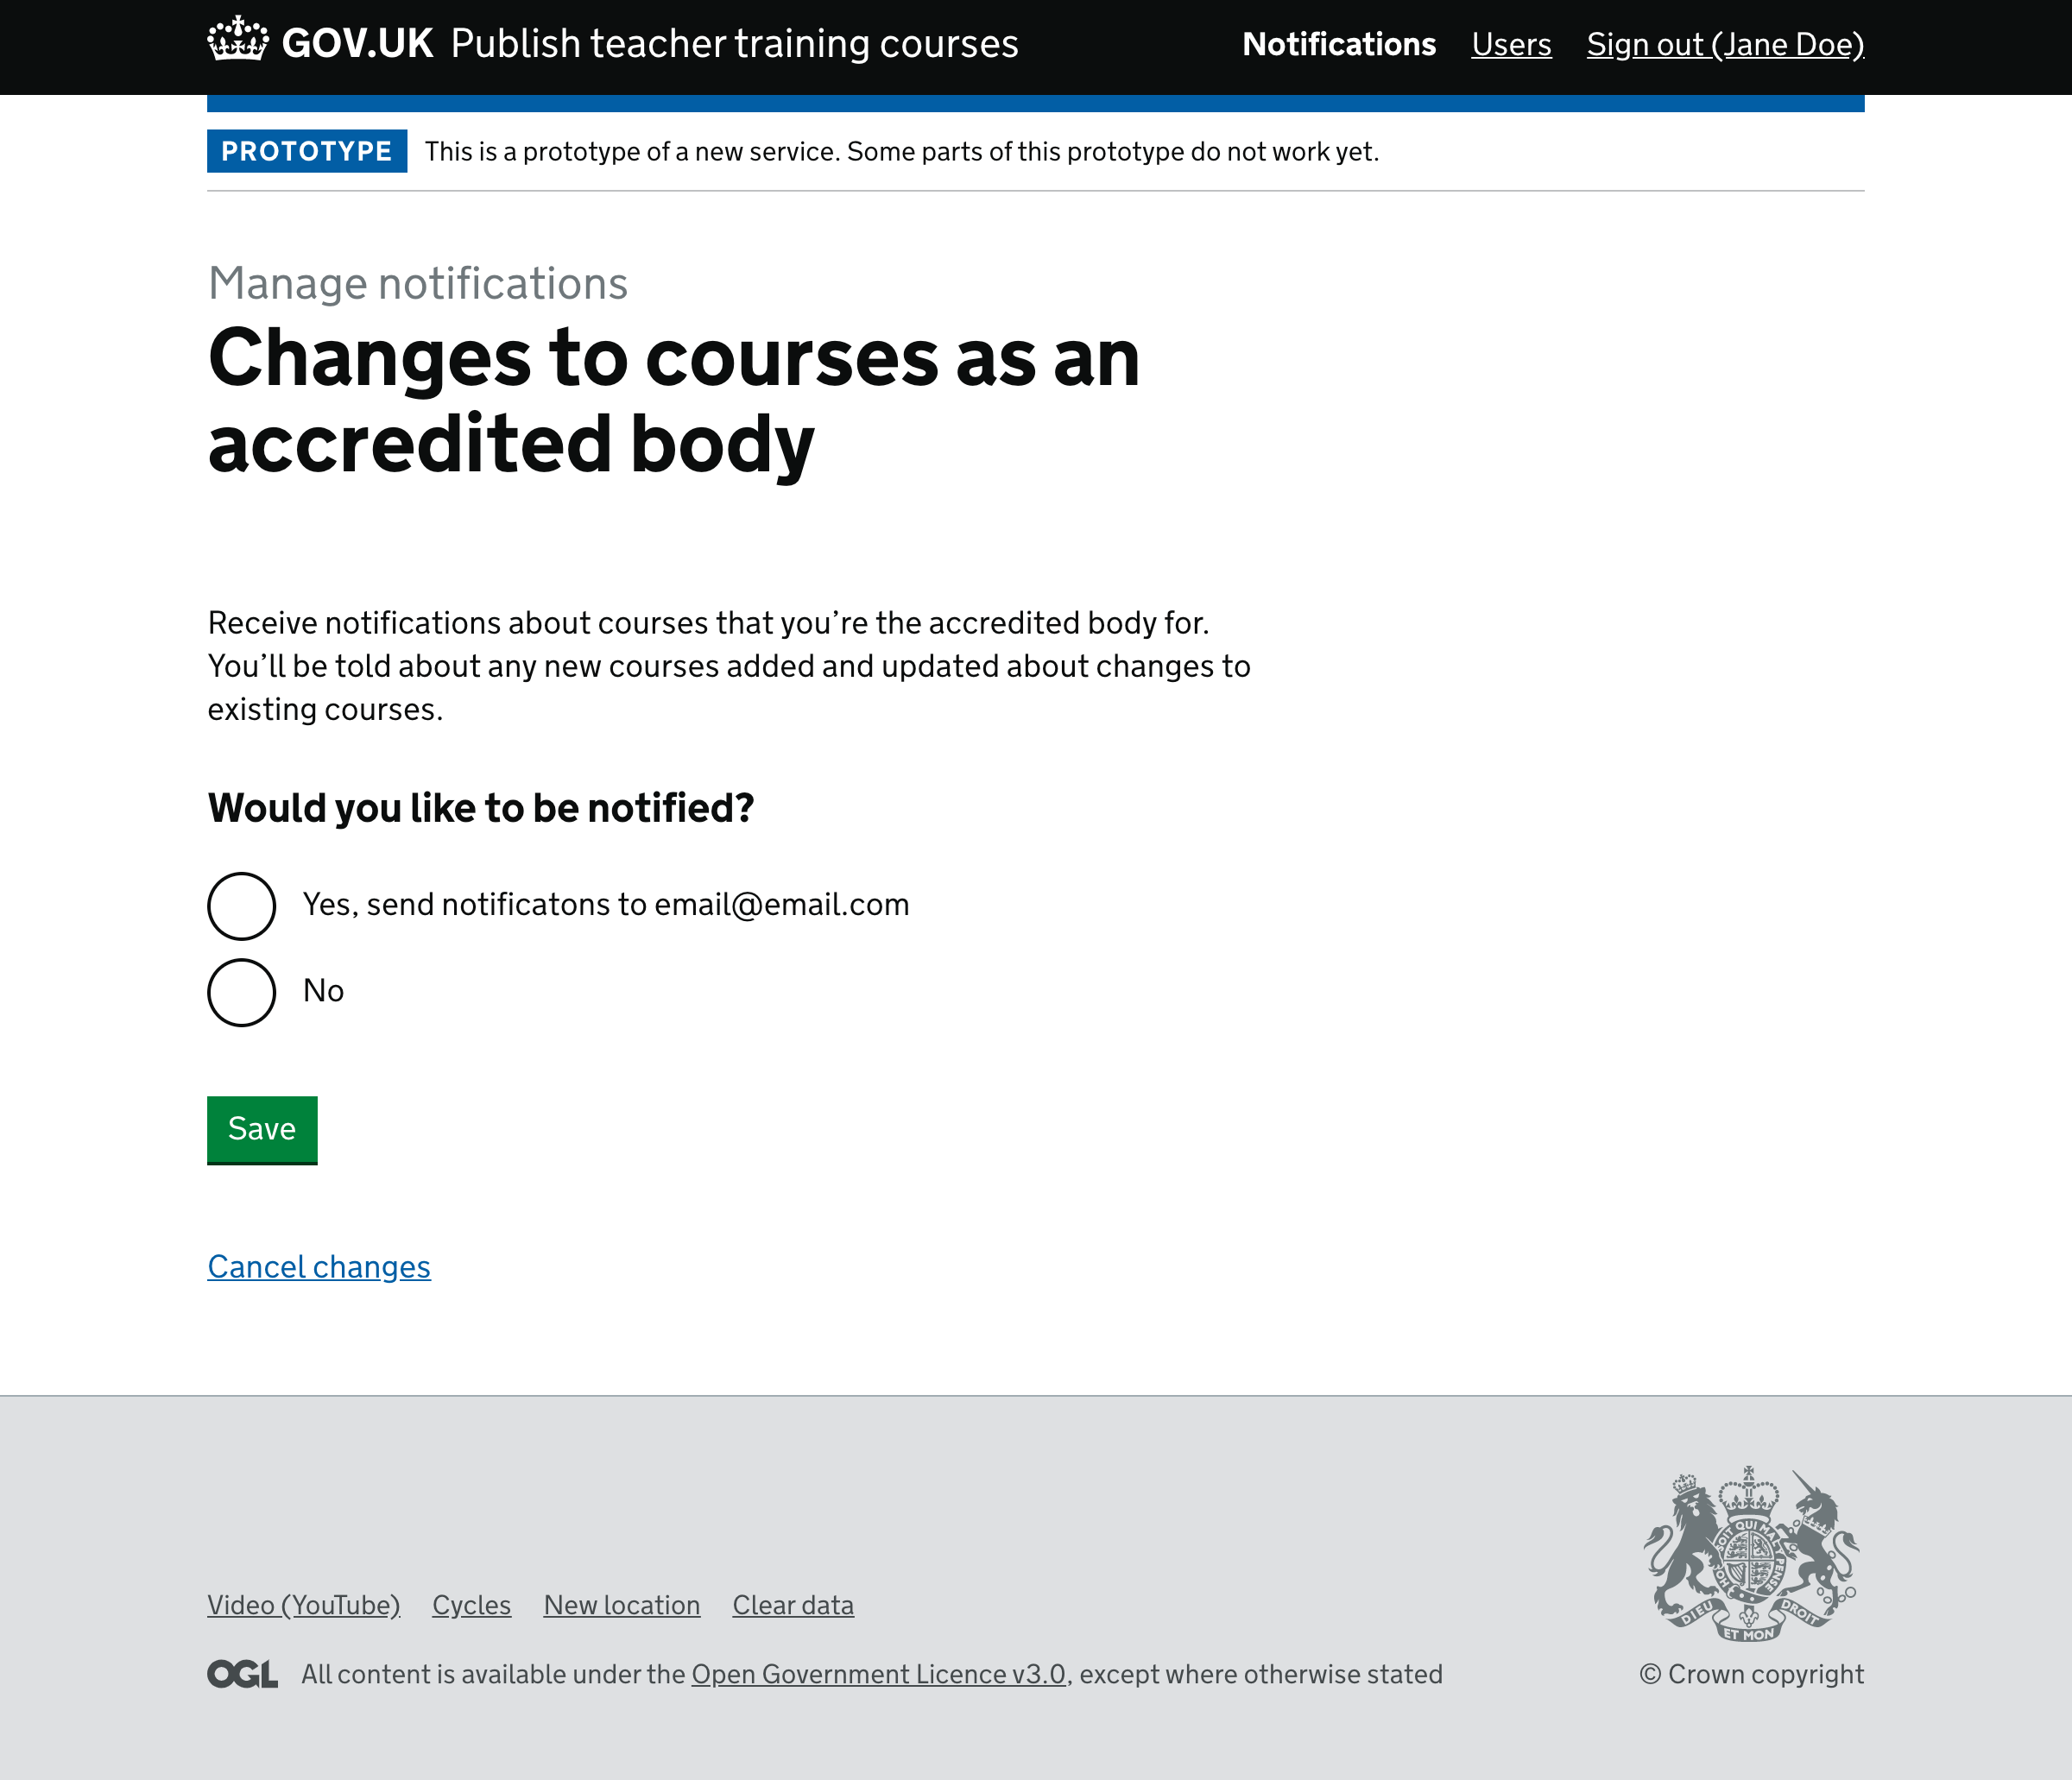 GOV.UK Publish teacher training courses Notifications Users Sign out (Jane Doe)
PROTOTYPE This is a prototype of a new service. Some parts of this prototype do not work yet.
Manage notifications
Changes to courses as an
accredited body
Receive notifications about courses that you’re the accredited body for.
You’ll be told about any new courses added and updated about changes to
existing courses.
Would you like to be notified?
Yes, send notificatons to email@email.com
No
Save
Cancel changes
Video (YouTube) Cycles New location Clear data
DIEU ET MON DROIT
OGL All content is available under the Open Government Licence v3.0, except where otherwise stated
© Crown copyright